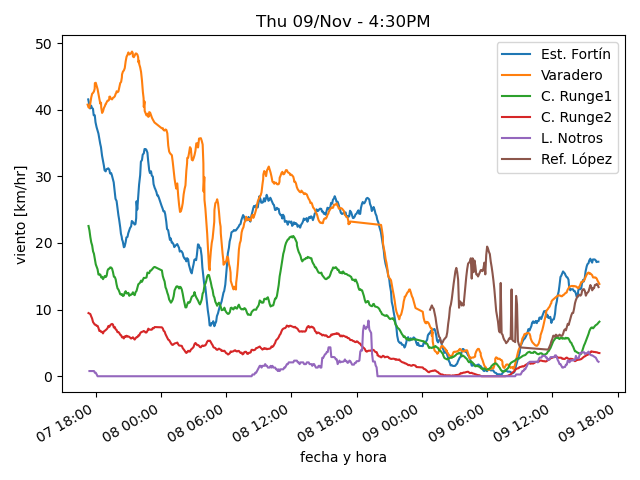 Thu 09/Nov - 4:30PM
Est. Fortín
Varadero
C. Runge1
C. Runge2
L. Notros
Ref. López
viento [km/hr]
50
40
30
20
10
0
07 18:00
08 00:00
08 06:00
08 12:00
08 18:00
09 00:00
09 06:00
09 12:00
09 18:00
fecha y hora